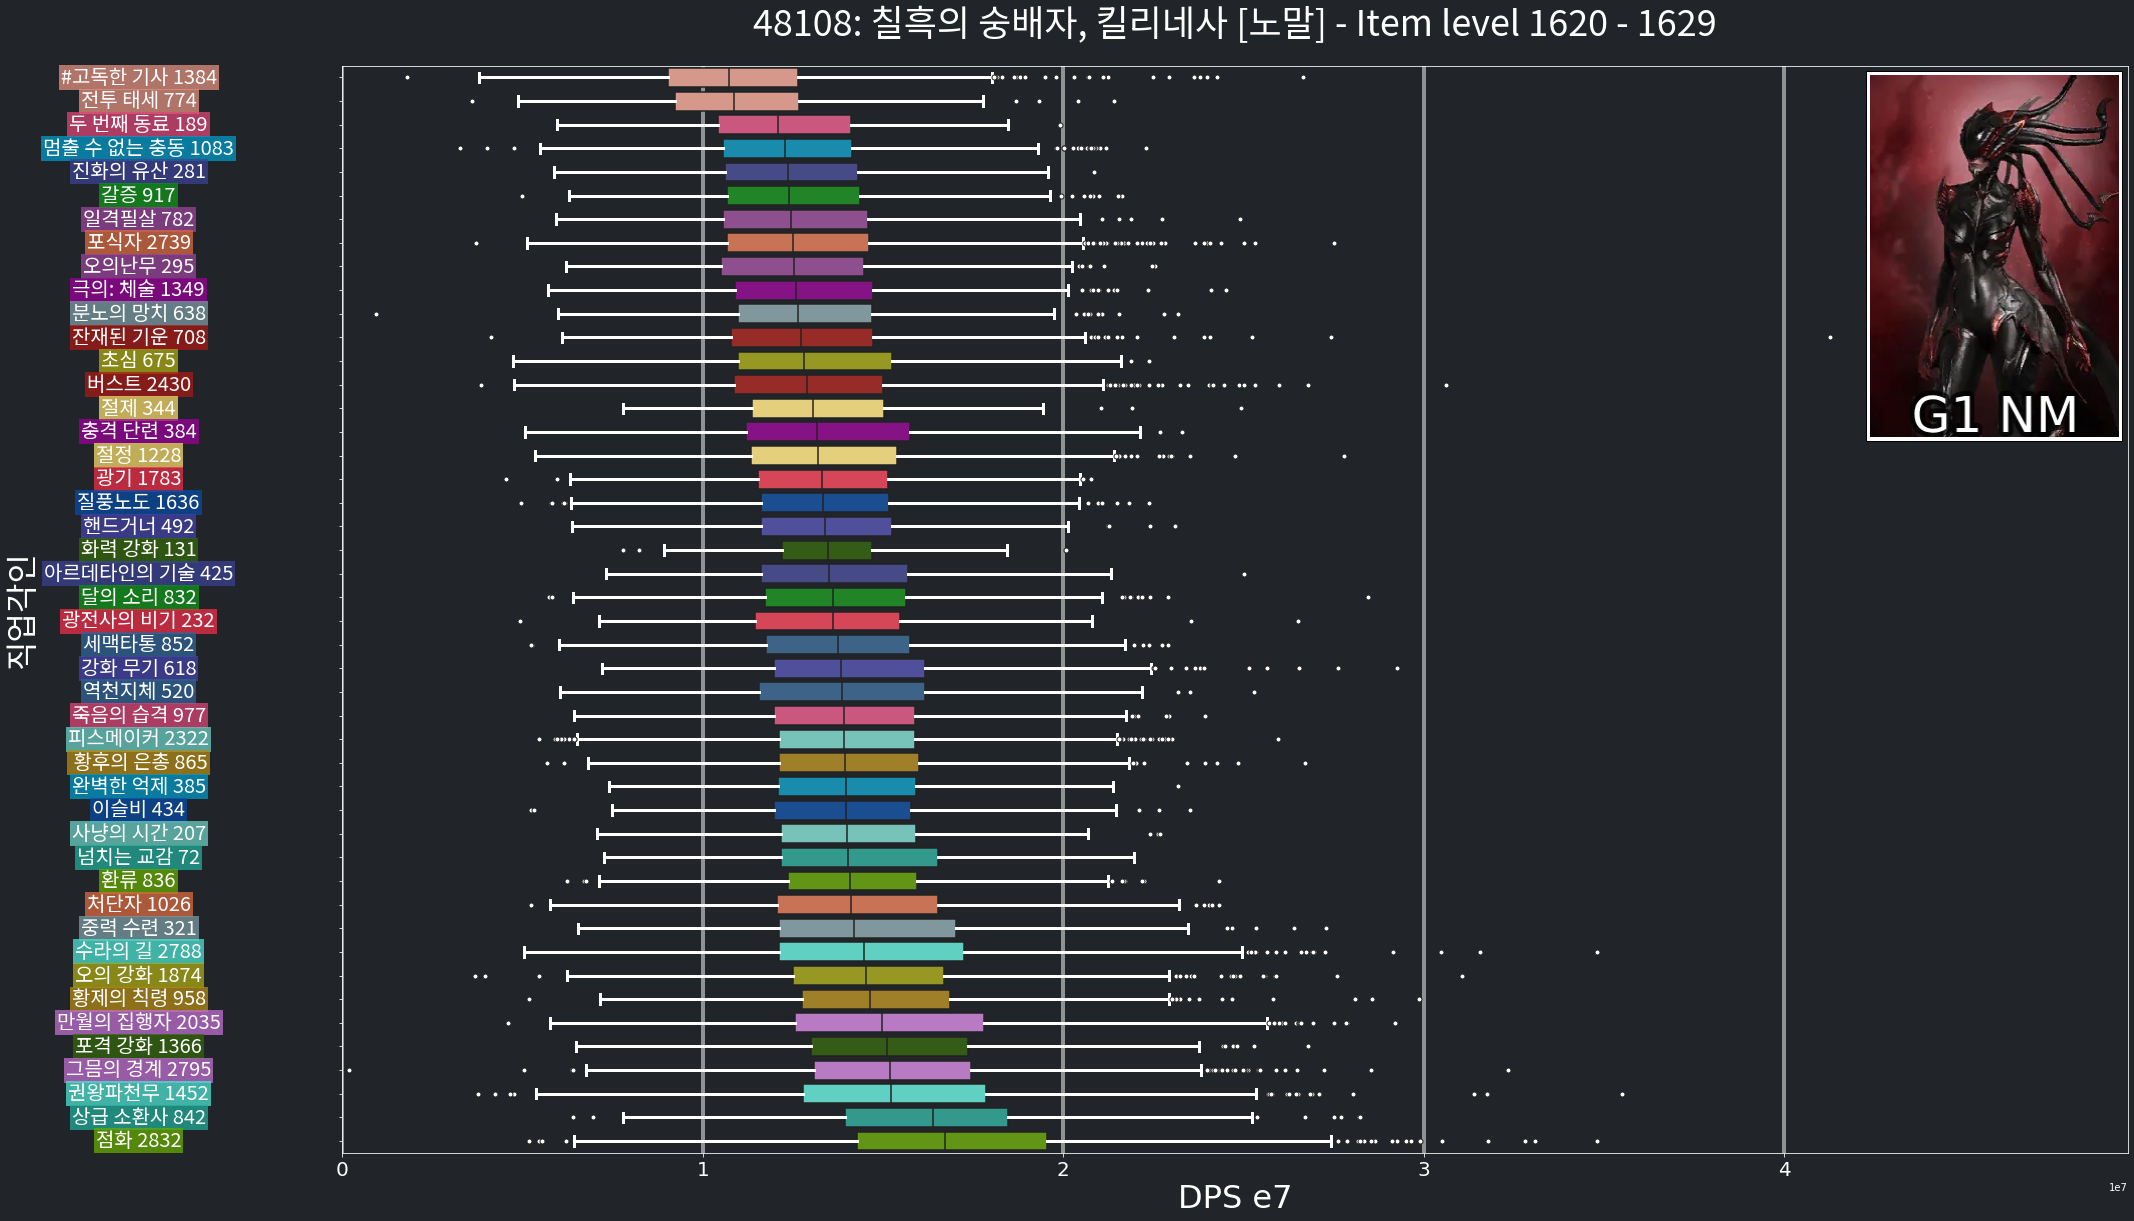 48108: 칠흑의 숭배자, 킬리네사 [노말] - Item level 1620 - 1629
#고독한 기사 1384
전투 태세 774
두 번째 동료 189
멈출 수 없는 충동 1083
진화의 유산 281
갈증 917
일격필살 782
포식자 2739
오의난무 295
극의: 체술 1349
분노의 망치 638
잔재된 기운 708
초심 675
버스트 2430
절제 344
충격 단련 384
절정 1228
광기 1783
질풍노도 1636
핸드거너 492
화력 강화 131
아르데타인의 기술 425
달의 소리 832
광전사의 비기 232
세맥타통 852
강화 무기 618
역천지체 520
죽음의 습격 977
피스메이커 2322
황후의 은총 865
완벽한 억제 385
이슬비 434
사냥의 시간 207
넘치는 교감 72
환류 836
처단자 1026
중력 수련 321
수라의 길 2788
오의 강화 1874
황제의 칙령 958
만월의 집행자 2035
포격 강화 1366
그믐의 경계 2795
권왕파천무 1452
상급 소환사 842
점화 2832
직업각인
G1 NM
0 1 2 3 4
1e7
DPS e7